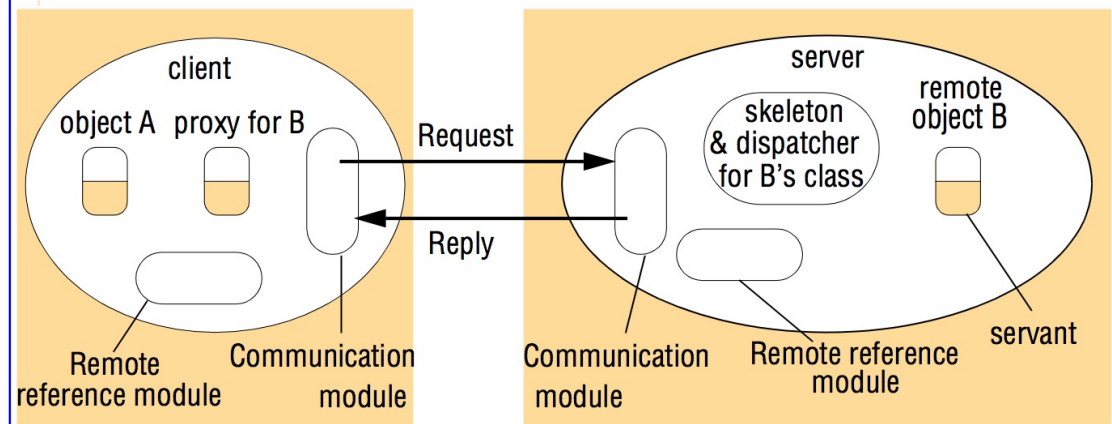 client
object A
proxy for B
Request
Reply
Remote
reference module
Communication
module
server
skeleton
& dispatcher
for B's class
remote
object B
Communication
module
Remote reference
module
servant